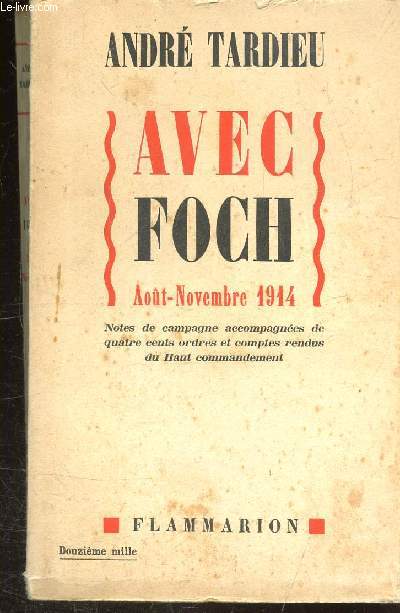 Le-livre.com
ANDRÉ TARDIEU
AVEC
FOCH
Août-Novembre 1914
Notes de campagne accompagnées de
quatre cents ordres et comptes rendus
du Haut commandement
FLAMMARION
Douzième mille